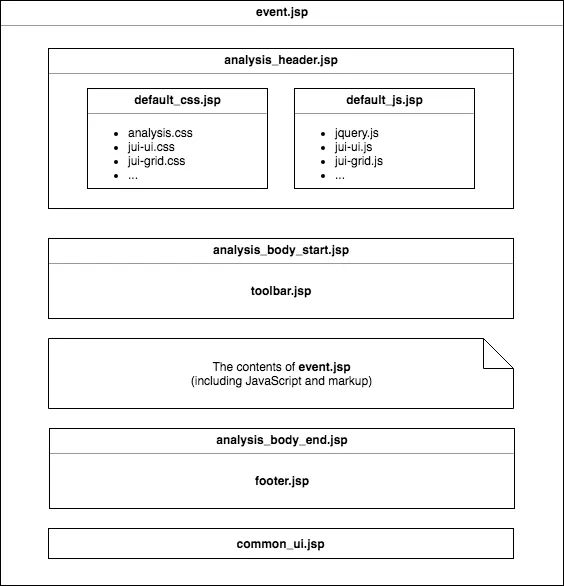 event.jsp
analysis_header.jsp
default_css.jsp
• analysis.css
• jui-ui.css
• jui-grid.css
• ...
default_js.jsp
• jquery.js
• jui-ui.js
• jui-grid.js
• ...
analysis_body_start.jsp
toolbar.jsp
The contents of event.jsp
(including JavaScript and markup)
analysis_body_end.jsp
footer.jsp
common_ui.jsp